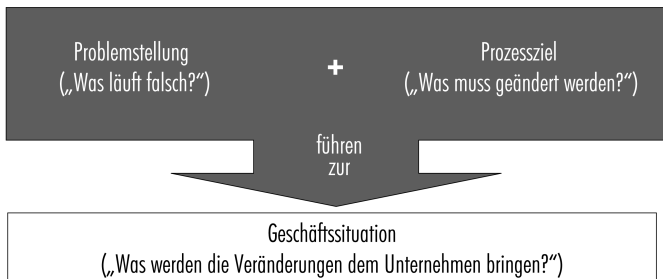 Problemstellung
(„Was läuft falsch?“)
+
Prozessziel
(„Was muss geändert werden?“)
führen
zur
Geschäftssituation
(„Was werden die Veränderungen dem Unternehmen bringen?“)